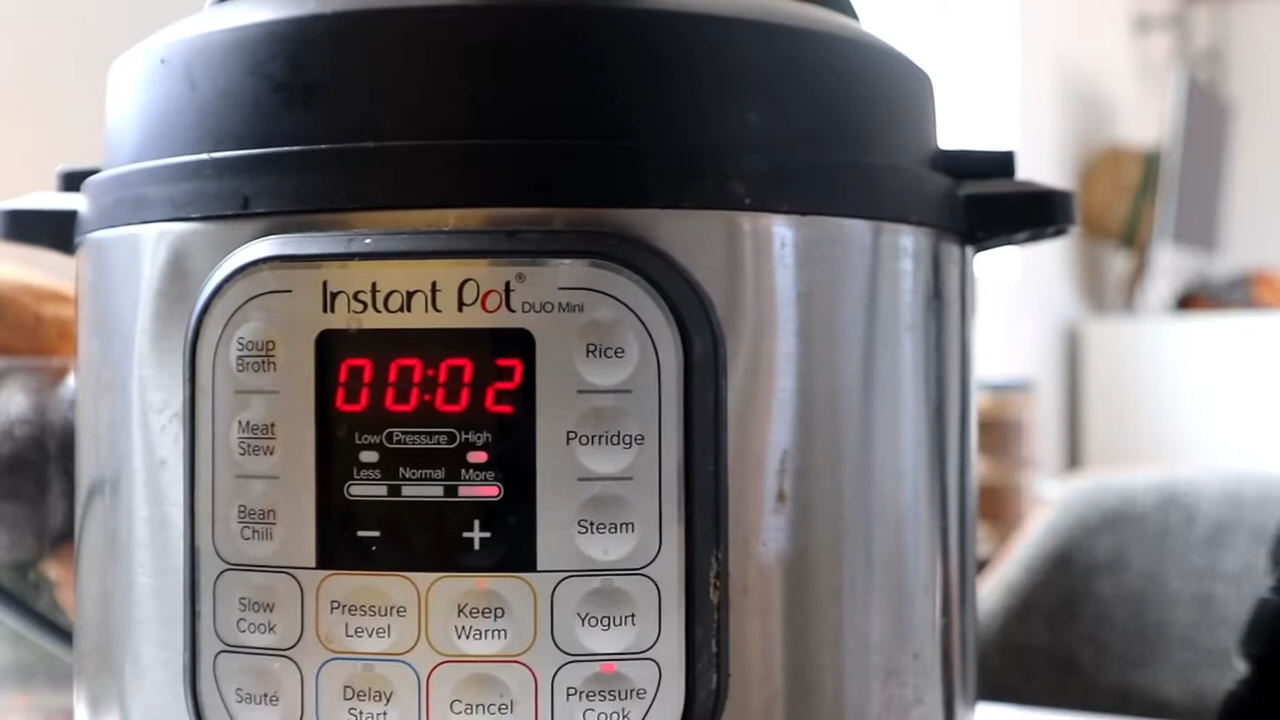 Instant Pot® DUO Mini
Soup
Broth
Meat
Stew
Bean
Chili
00:02
Low Pressure High
Less Normal More
− +
Rice
Porridge
Steam
Slow
Cook
Pressure
Level
Keep
Warm
Yogurt
Sauté
Delay
Start
Cancel
Pressure
Cook